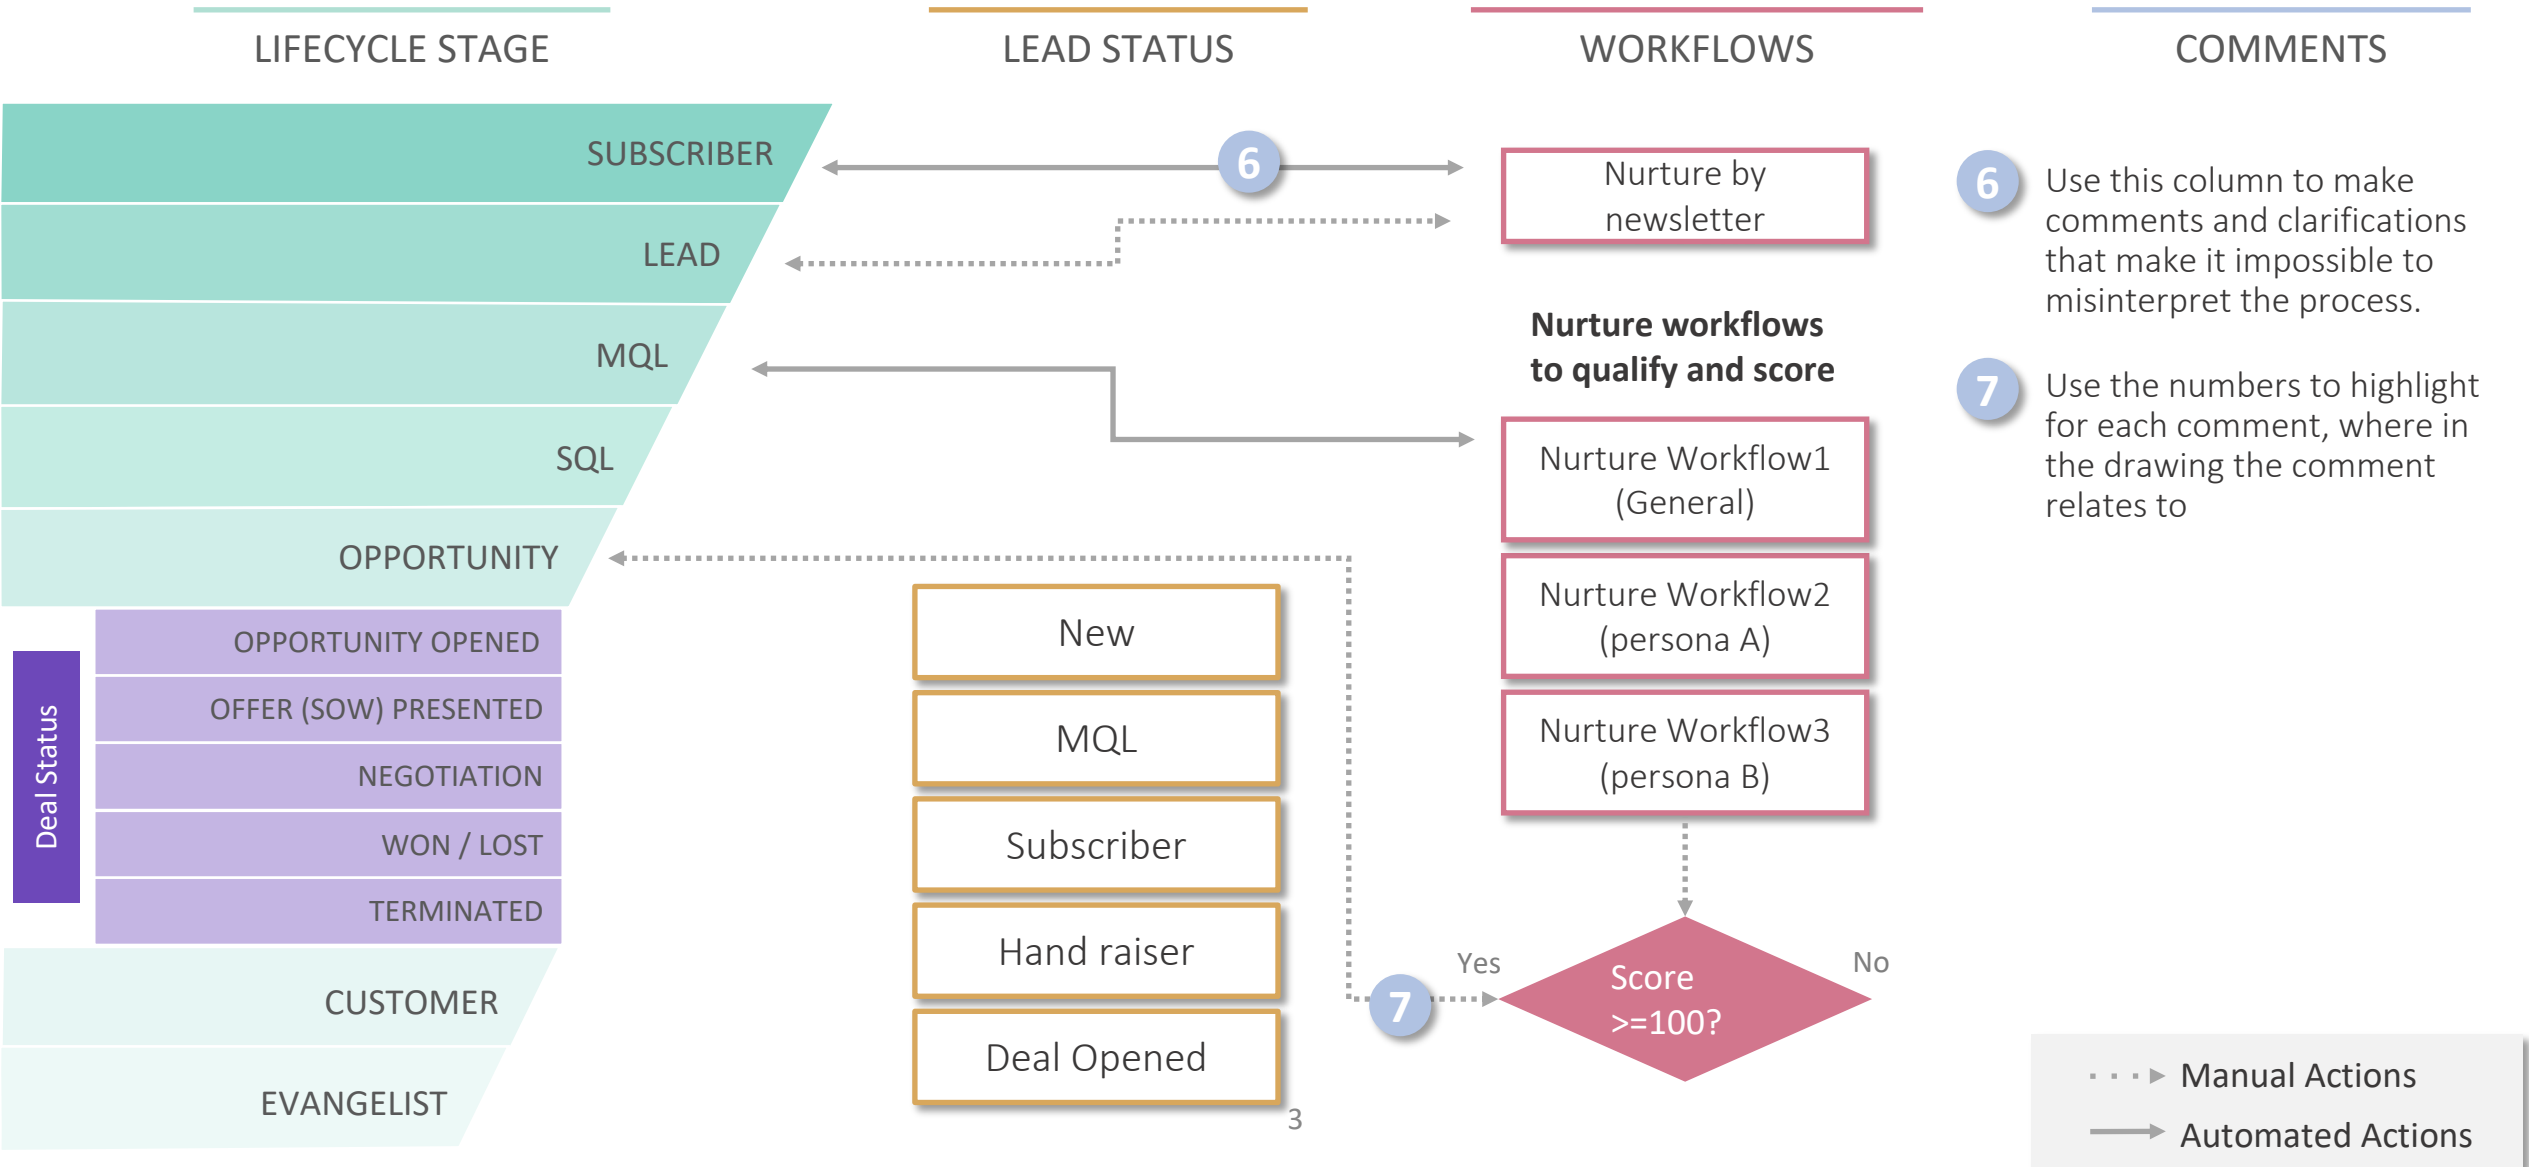 LIFECYCLE STAGE
LEAD STATUS
WORKFLOWS
COMMENTS
SUBSCRIBER
LEAD
MQL
SQL
OPPORTUNITY
Deal Status
OPPORTUNITY OPENED
OFFER (SOW) PRESENTED
NEGOTIATION
WON / LOST
TERMINATED
CUSTOMER
EVANGELIST
6
New
MQL
Subscriber
Hand raiser
Deal Opened
3
Nurture by
newsletter
Nurture workflows
to qualify and score
Nurture Workflow1
(General)
Nurture Workflow2
(persona A)
Nurture Workflow3
(persona B)
Yes
No
Score
>=100?
7
6
Use this column to make
comments and clarifications
that make it impossible to
misinterpret the process.
7
Use the numbers to highlight
for each comment, where in
the drawing the comment
relates to
Manual Actions
Automated Actions